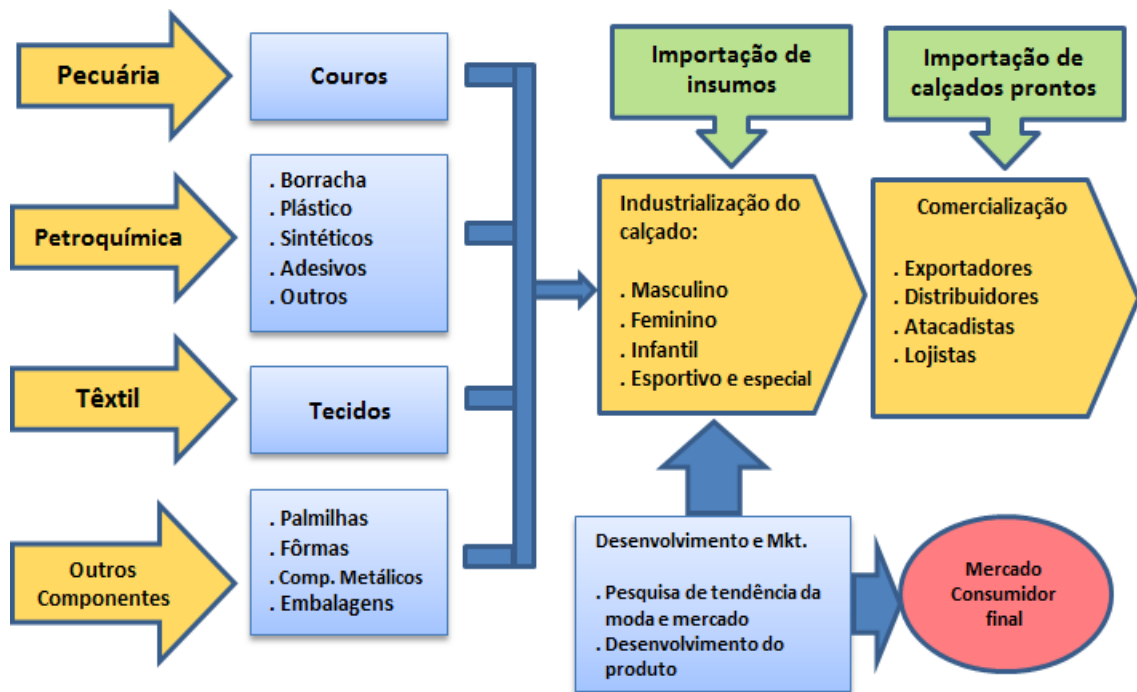 Pecuária
Couros
Importação de
insumos
Importação de
calçados prontos
Petroquímica
. Borracha
. Plástico
. Sintéticos
. Adesivos
. Outros
Industrialização do
calçado:
. Masculino
. Feminino
. Infantil
. Esportivo e especial
Comercialização
. Exportadores
. Distribuidores
. Atacadistas
. Lojistas
Têxtil
Tecidos
Outros
Componentes
. Palmilhas
. Fôrmas
. Comp. Metálicos
. Embalagens
Desenvolvimento e Mkt.
. Pesquisa de tendência da
moda e mercado
. Desenvolvimento do
produto
Mercado
Consumidor
final